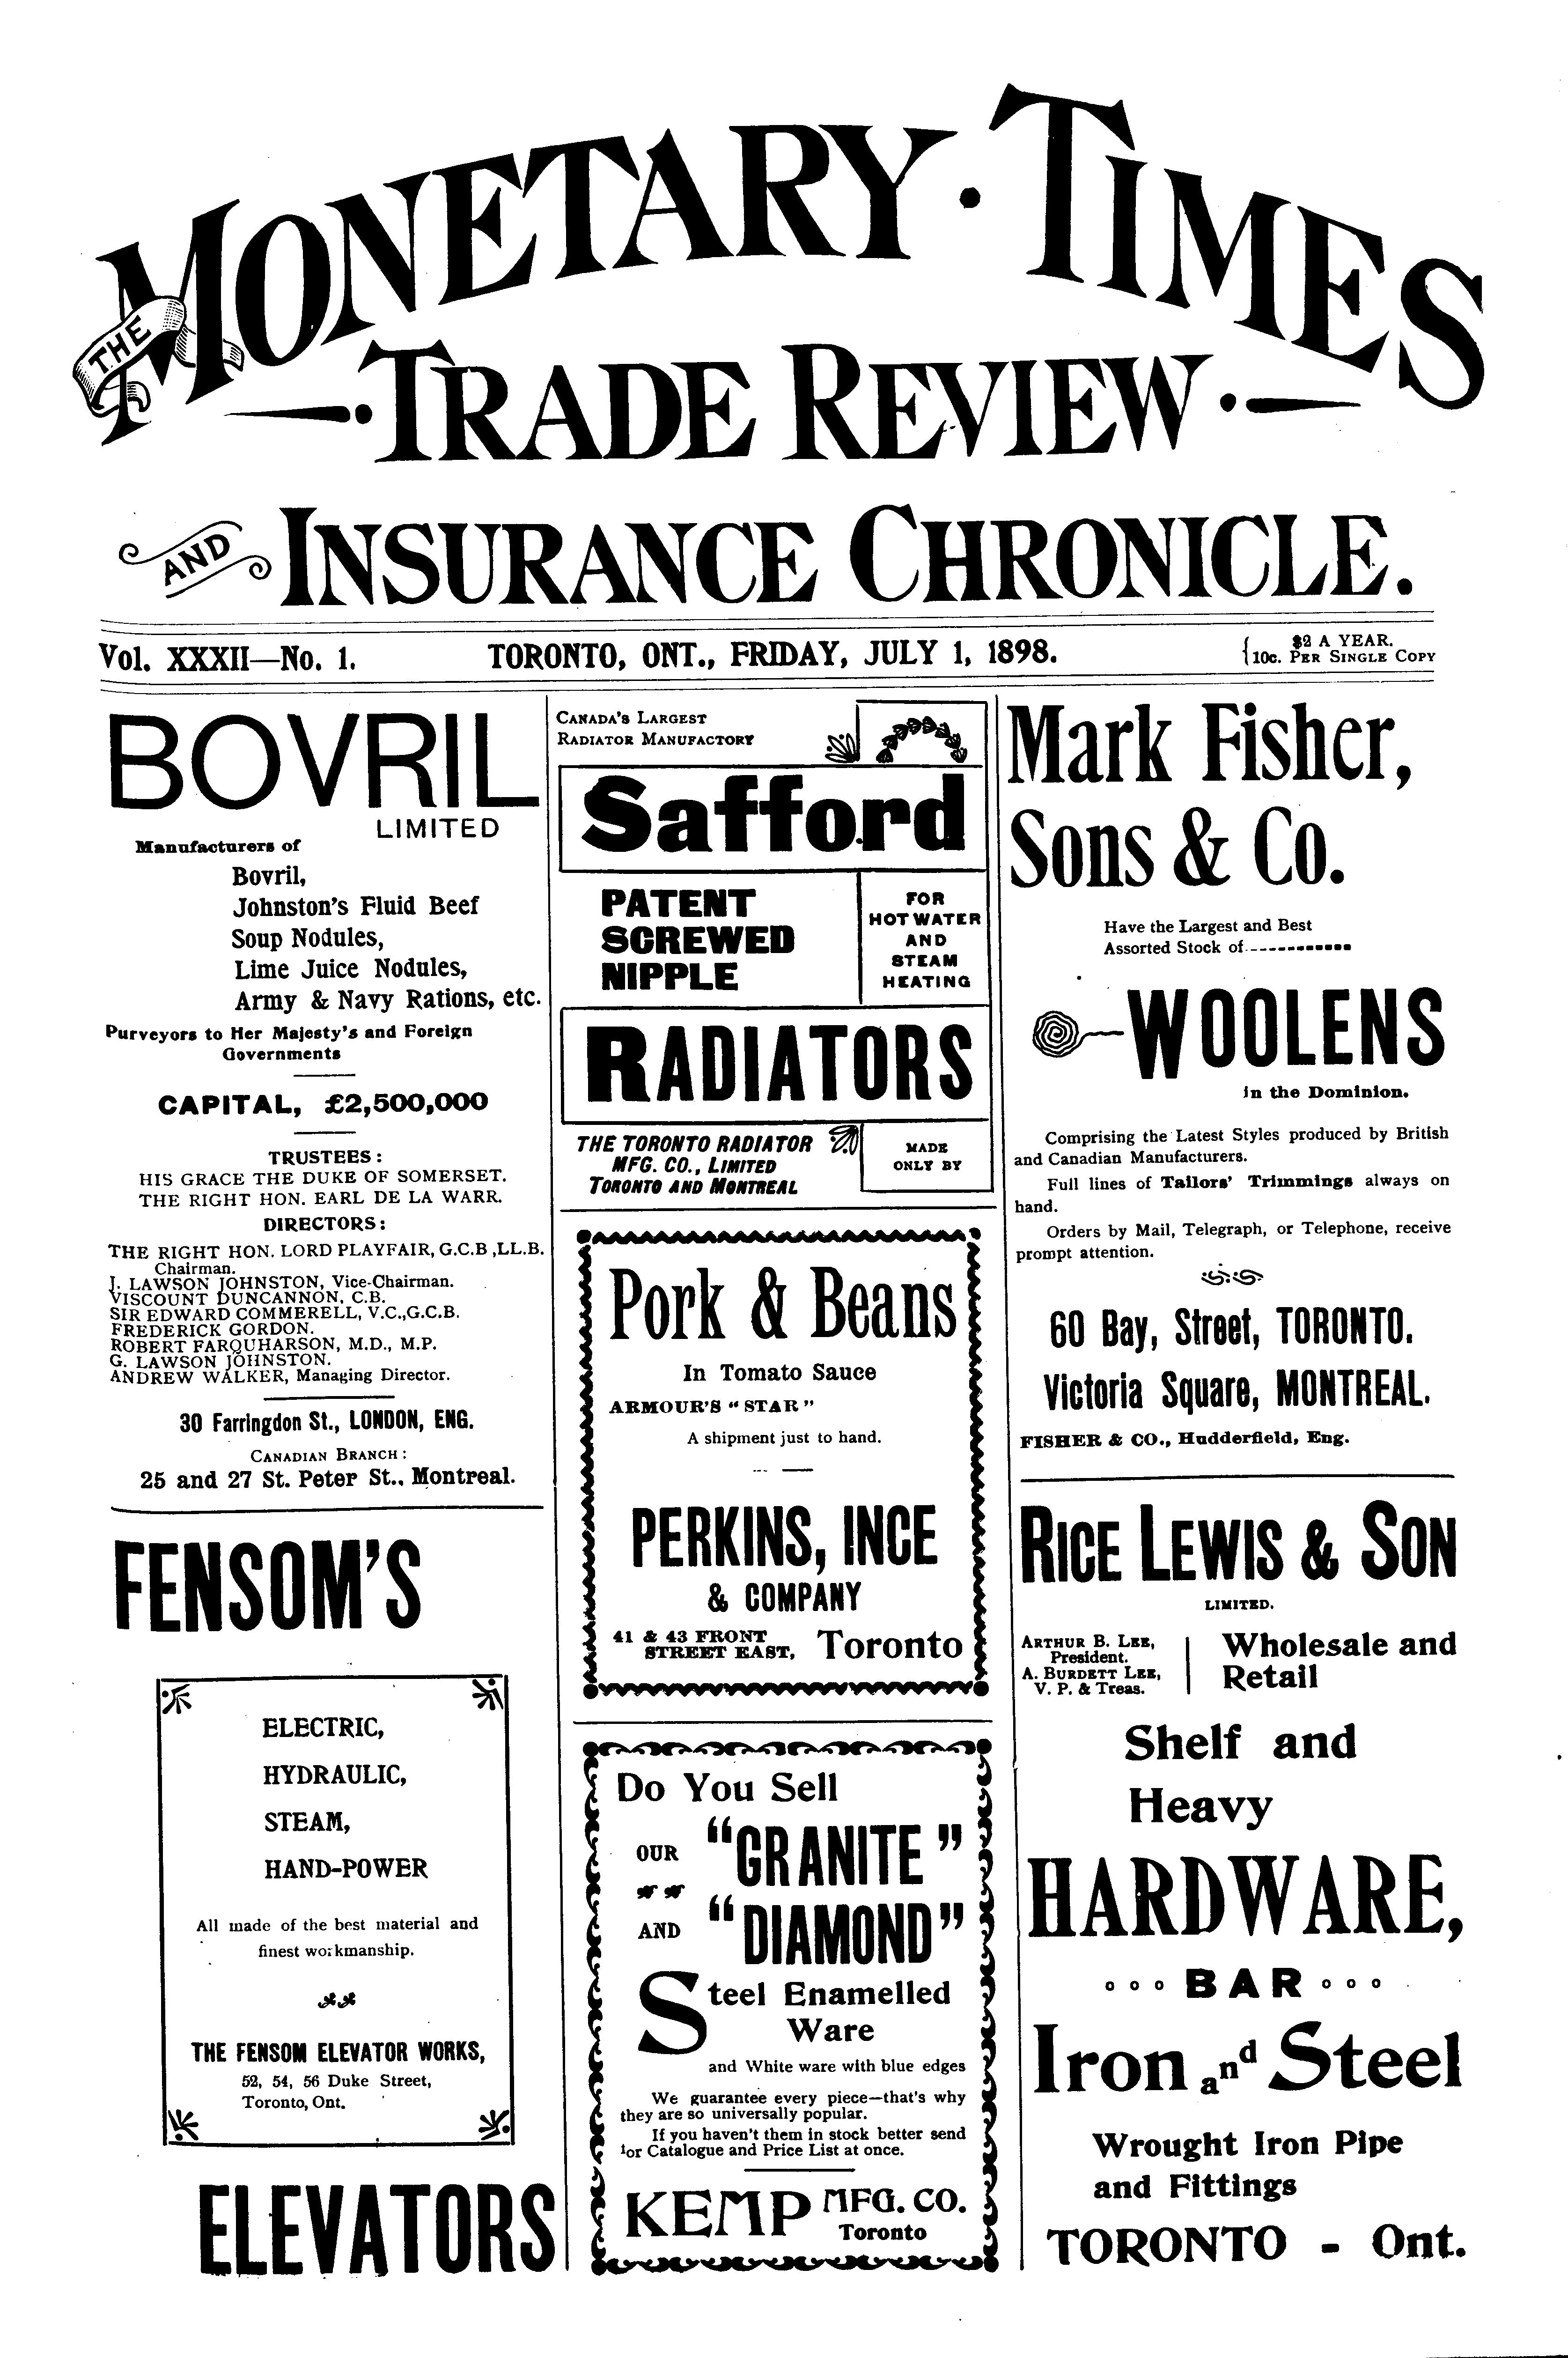 THE MONETARY TIMES
TRADE REVIEW
AND INSURANCE CHRONICLE.
Vol. XXXII—No. 1.
TORONTO, ONT., FRIDAY, JULY 1, 1898.
{ $2 A YEAR.
10c. PER SINGLE COPY
BOVRIL
LIMITED
Manufacturers of
Bovril,
Johnston's Fluid Beef
Soup Nodules,
Lime Juice Nodules,
Army & Navy Rations, etc.
Purveyors to Her Majesty's and Foreign
Governments
CAPITAL, £2,500,000
TRUSTEES:
HIS GRACE THE DUKE OF SOMERSET.
THE RIGHT HON. EARL DE LA WARR.
DIRECTORS:
THE RIGHT HON. LORD PLAYFAIR, G.C.B ,LL.B.
Chairman.
J. LAWSON JOHNSTON, Vice-Chairman.
VISCOUNT DUNCANNON, C.B.
SIR EDWARD COMMERELL, V.C.,G.C.B.
FREDERICK GORDON.
ROBERT FARQUHARSON, M.D., M.P.
G. LAWSON JOHNSTON.
ANDREW WALKER, Managing Director.
30 Farringdon St., LONDON, ENG.
CANADIAN BRANCH:
25 and 27 St. Peter St., Montreal.
FENSOM'S
ELECTRIC,
HYDRAULIC,
STEAM,
HAND-POWER
All made of the best material and
finest workmanship.
THE FENSOM ELEVATOR WORKS,
52, 54, 56 Duke Street,
Toronto, Ont.
ELEVATORS
CANADA'S LARGEST
RADIATOR MANUFACTORY
Safford
PATENT
SCREWED
NIPPLE
FOR
HOT WATER
AND
STEAM
HEATING
RADIATORS
THE TORONTO RADIATOR
MFG. CO., LIMITED
TORONTO AND MONTREAL
MADE
ONLY BY
Pork & Beans
In Tomato Sauce
ARMOUR'S "STAR"
A shipment just to hand.
PERKINS, INCE
& COMPANY
41 & 43 FRONT
STREET EAST,
Toronto
Do You Sell
OUR "GRANITE"
AND "DIAMOND"
Steel Enamelled
Ware
and White ware with blue edges
We guarantee every piece—that's why
they are so universally popular.
If you haven't them in stock better send
for Catalogue and Price List at once.
KEMP MFG. CO.
Toronto
Mark Fisher,
Sons & Co.
Have the Largest and Best
Assorted Stock of
WOOLENS
in the Dominion.
Comprising the Latest Styles produced by British
and Canadian Manufacturers.
Full lines of Tailors' Trimmings always on
hand.
Orders by Mail, Telegraph, or Telephone, receive
prompt attention.
60 Bay, Street, TORONTO.
Victoria Square, MONTREAL.
FISHER & CO., Hudderfield, Eng.
RICE LEWIS & SON
LIMITED.
ARTHUR B. LEE,
President.
A. BURDETT LEE,
V. P. & Treas.
Wholesale and
Retail
Shelf and
Heavy
HARDWARE,
BAR
Iron and Steel
Wrought Iron Pipe
and Fittings
TORONTO - Ont.